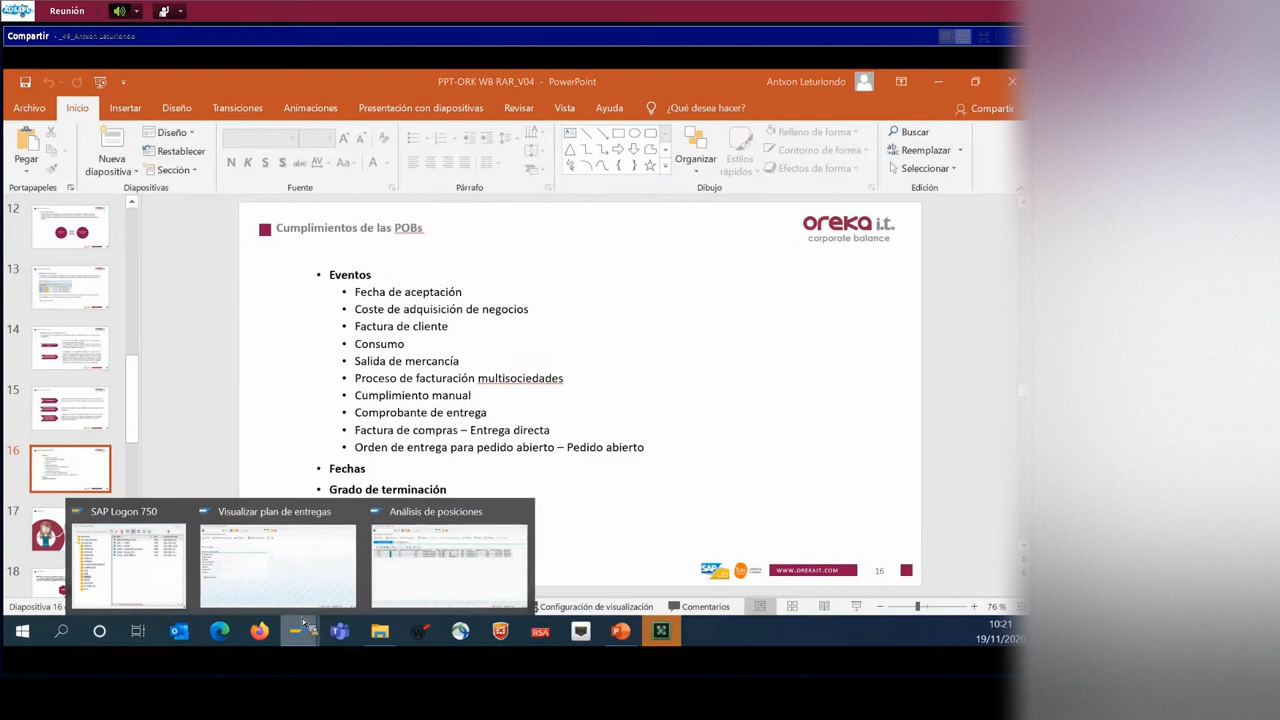 Reunión
Compartir - _49_Antxon Leturiondo
PPT-ORK WB RAR_V04 - PowerPoint
Antxon Leturiondo
Archivo Inicio Insertar Diseño Transiciones Animaciones Presentación con diapositivas Revisar Vista Ayuda ¿Qué desea hacer? Compartir
Pegar
Nueva diapositiva
Diseño
Restablecer
Sección
N K S S abc AV Aa A
Organizar
Estilos rápidos
Relleno de forma
Contorno de forma
Efectos de forma
Buscar
Reemplazar
Seleccionar
Portapapeles Diapositivas Fuente Párrafo Dibujo Edición
12
13
14
15
16
17
18
Cumplimientos de las POBs
oreka i.t.
corporate balance
• Eventos
• Fecha de aceptación
• Coste de adquisición de negocios
• Factura de cliente
• Consumo
• Salida de mercancía
• Proceso de facturación multisociedades
• Cumplimiento manual
• Comprobante de entrega
• Factura de compras – Entrega directa
• Orden de entrega para pedido abierto – Pedido abierto
• Fechas
• Grado de terminación
SAP Logon 750 Visualizar plan de entregas Análisis de posiciones
SAP
WWW.OREKAIT.COM
16
Diapositiva 16
Configuración de visualización Comentarios 76 %
RSA
10:21
19/11/2020